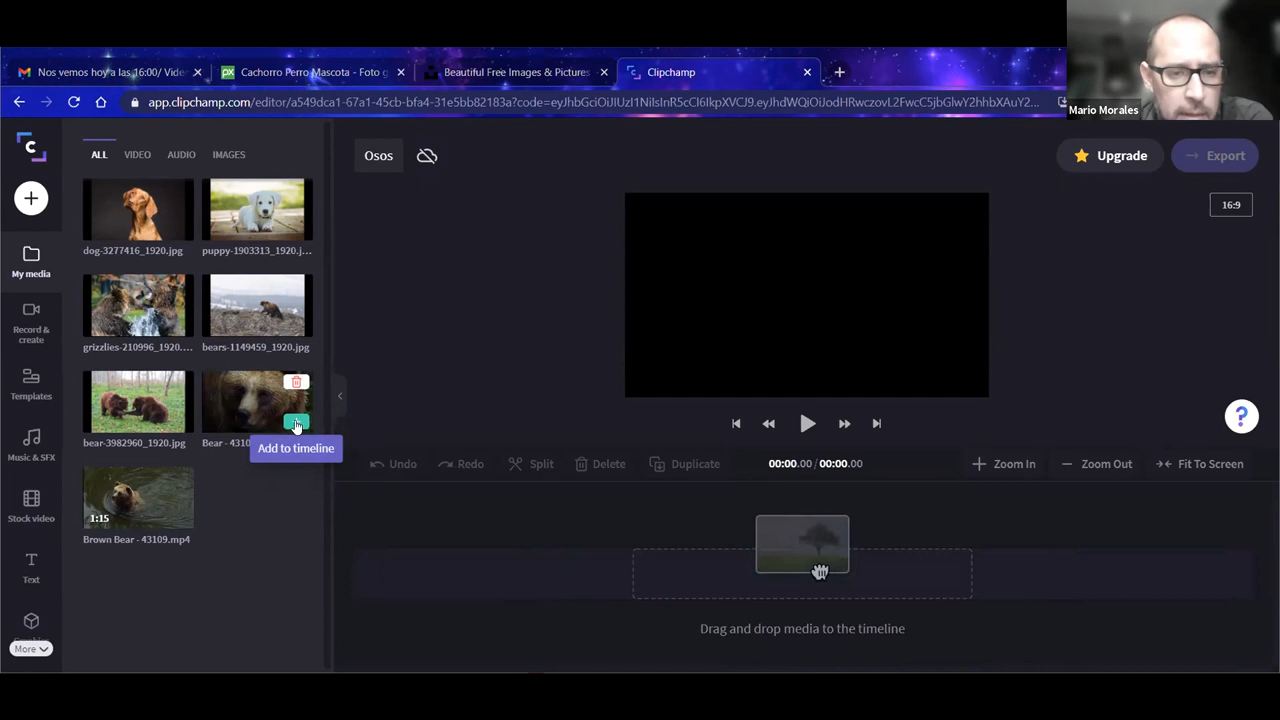 Nos vemos hoy a las 16:00/ Vide
Cachorro Perro Mascota - Foto g
Beautiful Free Images & Pictures
Clipchamp
app.clipchamp.com/editor/a549dca1-67a1-45cb-bfa4-31e5bb82183a?code=
Mario Morales
ALL
VIDEO
AUDIO
IMAGES
Osos
Upgrade
Export
16:9
dog-3277416_1920.jpg
puppy-1903313_1920.j...
My media
grizzlies-210996_1920....
bears-1149459_1920.jpg
Record &
create
Templates
bear-3982960_1920.jpg
Bear - 4310
Add to timeline
Music & SFX
Undo
Redo
Split
Delete
Duplicate
00:00.00 / 00:00.00
Zoom In
Zoom Out
Fit To Screen
Stock video
1:15
Brown Bear - 43109.mp4
Text
More
Drag and drop media to the timeline